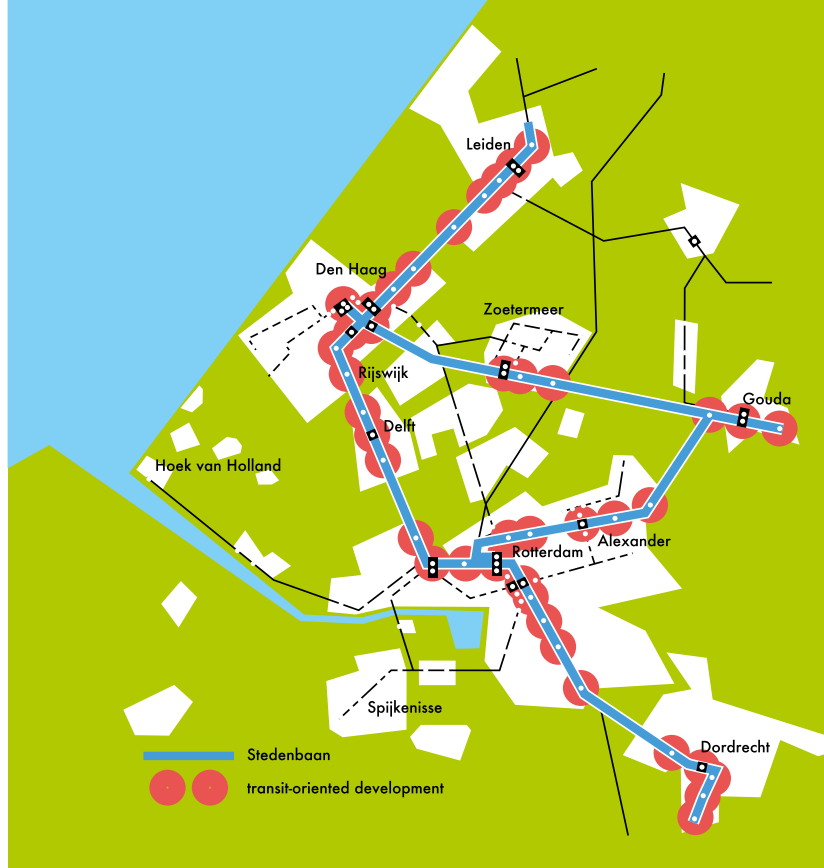 Leiden
Den Haag
Zoetermeer
Rijswijk
Gouda
Delft
Hoek van Holland
Alexander
Rotterdam
Spijkenisse
Dordrecht
Stedenbaan
transit-oriented development